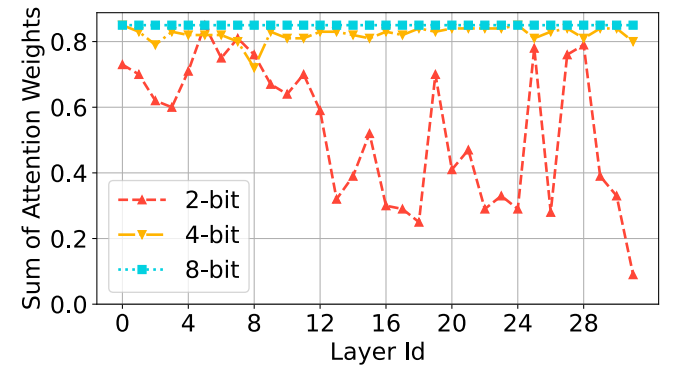 Sum of Attention Weights
0.8
0.6
0.4
0.2
0.0
2-bit
4-bit
8-bit
0 4 8 12 16 20 24 28
Layer Id